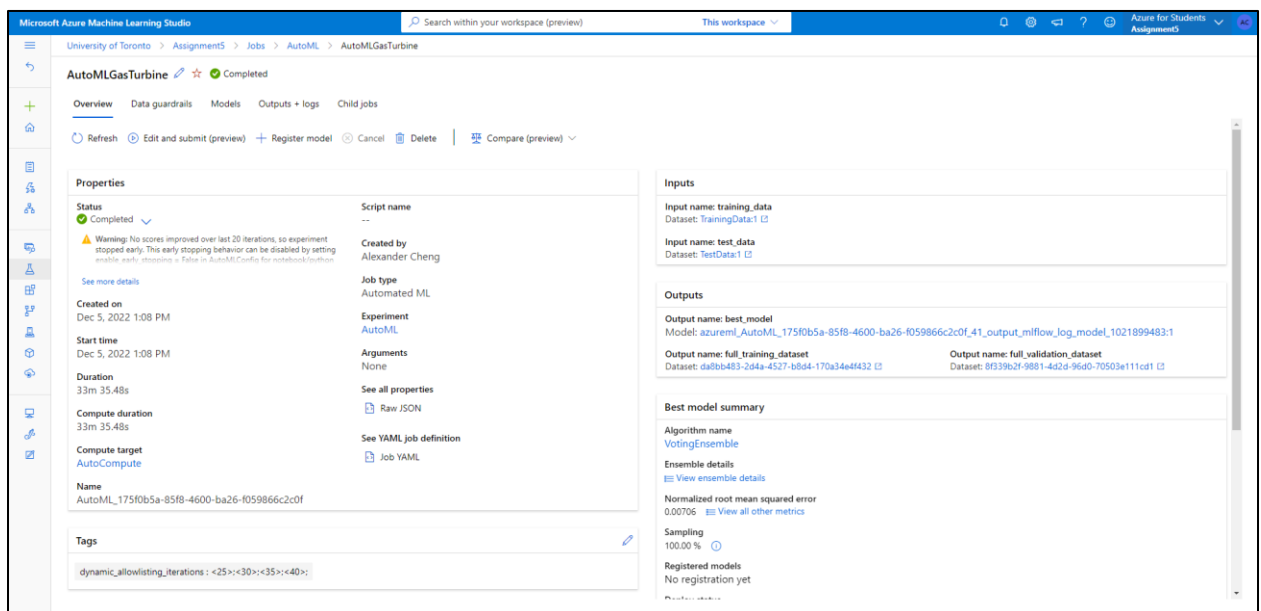 Microsoft Azure Machine Learning Studio
Search within your workspace (preview)
This workspace
Azure for Students
Assignment5
AC
University of Toronto > Assignment5 > Jobs > AutoML > AutoMLGasTurbine
AutoMLGasTurbine Completed
Overview Data guardrails Models Outputs + logs Child jobs
Refresh Edit and submit (preview) Register model Cancel Delete Compare (preview)
Properties
Status
Completed
Warning: No scores improved over last 20 iterations, so experiment
stopped early. This early stopping behavior can be disabled by setting
enable_early_stopping = False in AutoMLConfig for notebook/python
See more details
Created on
Dec 5, 2022 1:08 PM
Start time
Dec 5, 2022 1:08 PM
Duration
33m 35.48s
Compute duration
33m 35.48s
Compute target
AutoCompute
Name
AutoML_175f0b5a-85f8-4600-ba26-f059866c2c0f
Script name
--
Created by
Alexander Cheng
Job type
Automated ML
Experiment
AutoML
Arguments
None
See all properties
Raw JSON
See YAML job definition
Job YAML
Tags
dynamic_allowlisting_iterations : <25>;<30>;<35>;<40>;
Inputs
Input name: training_data
Dataset: TrainingData:1
Input name: test_data
Dataset: TestData:1
Outputs
Output name: best_model
Model: azureml_AutoML_175f0b5a-85f8-4600-ba26-f059866c2c0f_41_output_mlflow_log_model_1021899483:1
Output name: full_training_dataset
Dataset: da8bb483-2d4a-4527-b8d4-170a34e4f432
Output name: full_validation_dataset
Dataset: 8f339b2f-9881-4d2d-96d0-70503e111cd1
Best model summary
Algorithm name
VotingEnsemble
Ensemble details
View ensemble details
Normalized root mean squared error
0.00706 View all other metrics
Sampling
100.00 %
Registered models
No registration yet
Deploy status